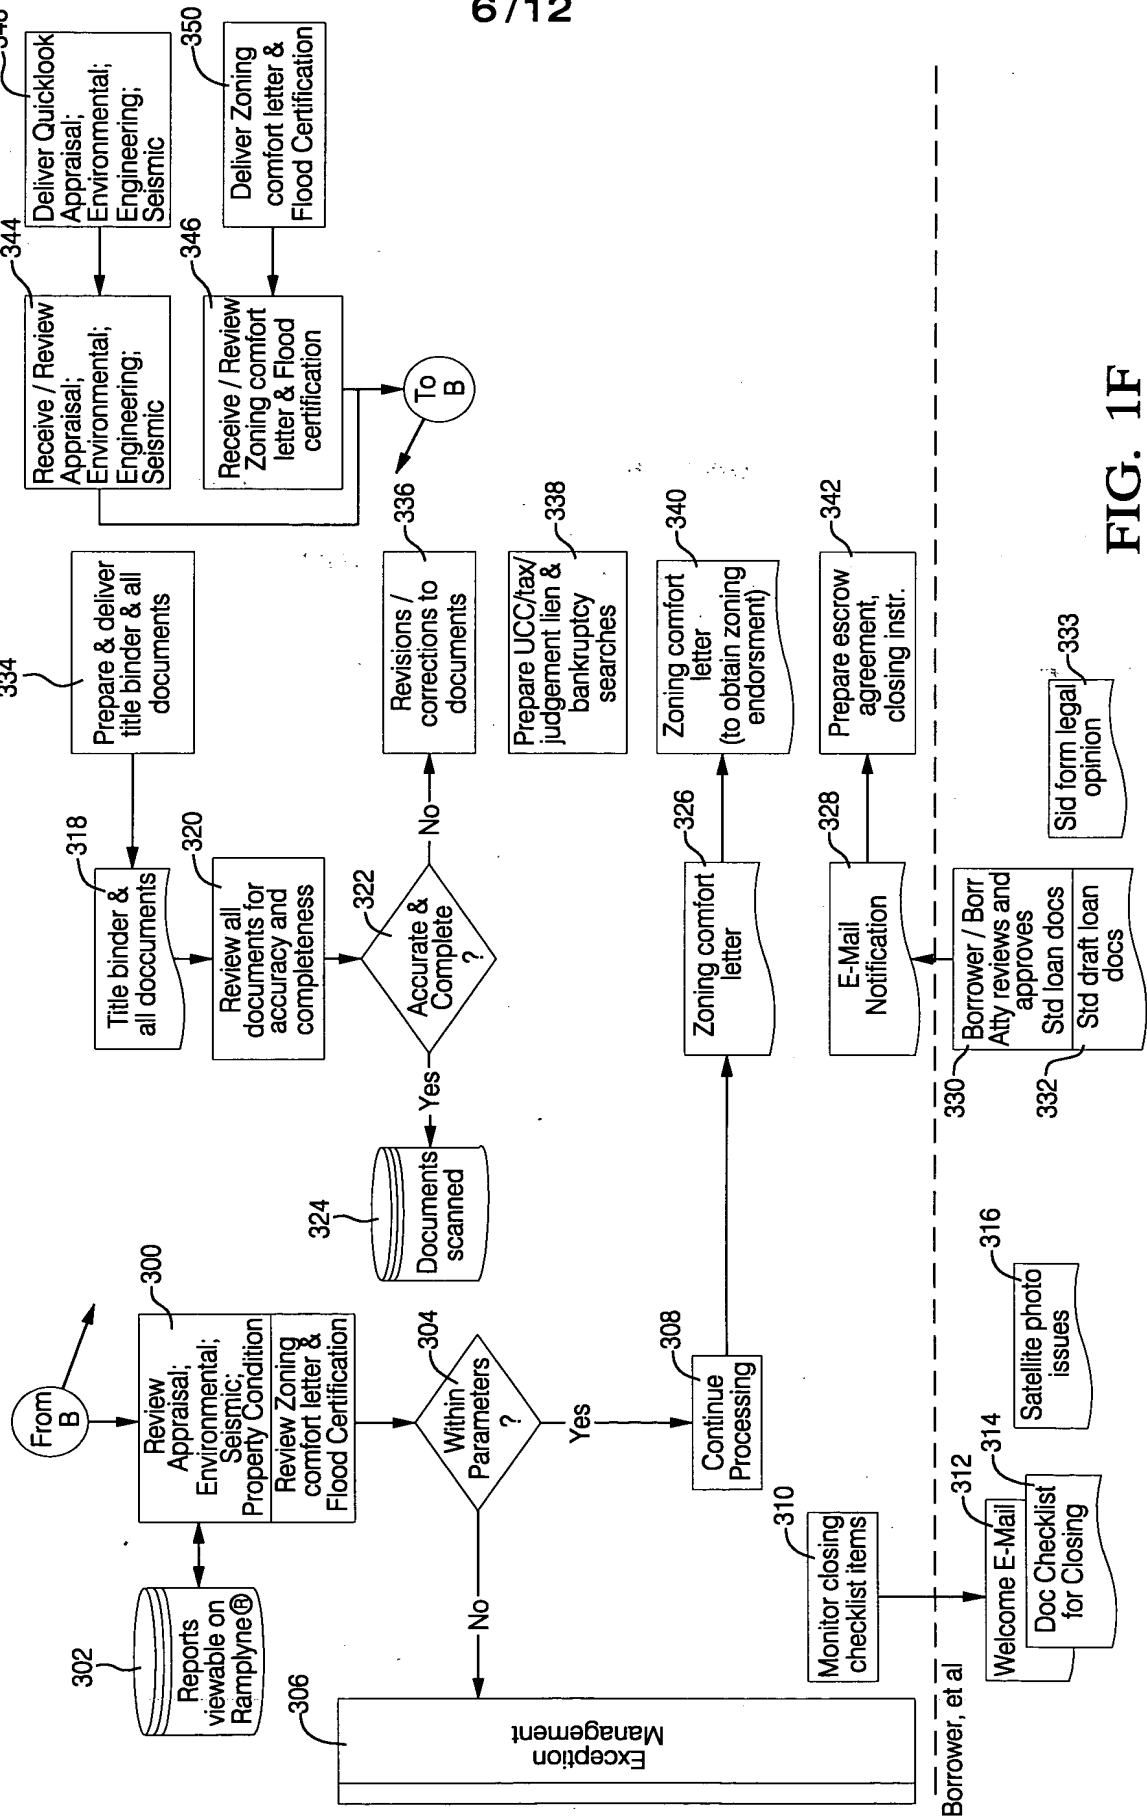 6/12
From
B
300
Review
Appraisal;
Environmental;
Seismic;
Property Condition
Review Zoning
comfort letter &
Flood Certification
302
Reports
viewable on
Ramplyne®
304
Within
Parameters
?
No
Yes
306
Exception
Management
308
Continue
Processing
310
Monitor closing
checklist items
Borrower, et al
312
Welcome E-Mail
314
Doc Checklist
for Closing
316
Satellite photo
issues
318
Title binder &
all doccuments
320
Review all
documents for
accuracy and
completeness
322
Accurate &
Complete
?
Yes
No
324
Documents
scanned
326
Zoning comfort
letter
328
E-Mail
Notification
330
Borrower / Borr
Atty reviews and
approves
Std loan docs
332
Std draft loan
docs
333
Sid form legal
opinion
334
Prepare & deliver
title binder & all
documents
336
Revisions /
corrections to
documents
338
Prepare UCC/tax/
judgement lien &
bankruptcy
searches
340
Zoning comfort
letter
(to obtain zoning
endorsment)
342
Prepare escrow
agreement,
closing instr.
344
Receive / Review
Appraisal;
Environmental;
Engineering;
Seismic
346
Receive / Review
Zoning comfort
letter & Flood
certification
To
B
Deliver Quicklook
Appraisal;
Environmental;
Engineering;
Seismic
350
Deliver Zoning
comfort letter &
Flood Certification
FIG. 1F